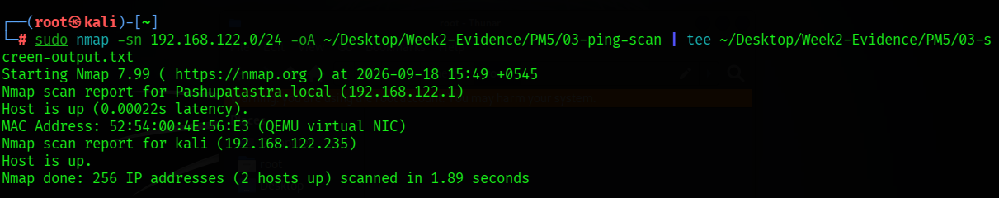 ┌──(root㉿kali)-[~]
└─# sudo nmap -sn 192.168.122.0/24 -oA ~/Desktop/Week2-Evidence/PM5/03-ping-scan | tee ~/Desktop/Week2-Evidence/PM5/03-s
creen-output.txt
Starting Nmap 7.99 ( https://nmap.org ) at 2026-09-18 15:49 +0545
Nmap scan report for Pashupatastra.local (192.168.122.1)
Host is up (0.00022s latency).
MAC Address: 52:54:00:4E:56:E3 (QEMU virtual NIC)
Nmap scan report for kali (192.168.122.235)
Host is up.
Nmap done: 256 IP addresses (2 hosts up) scanned in 1.89 seconds